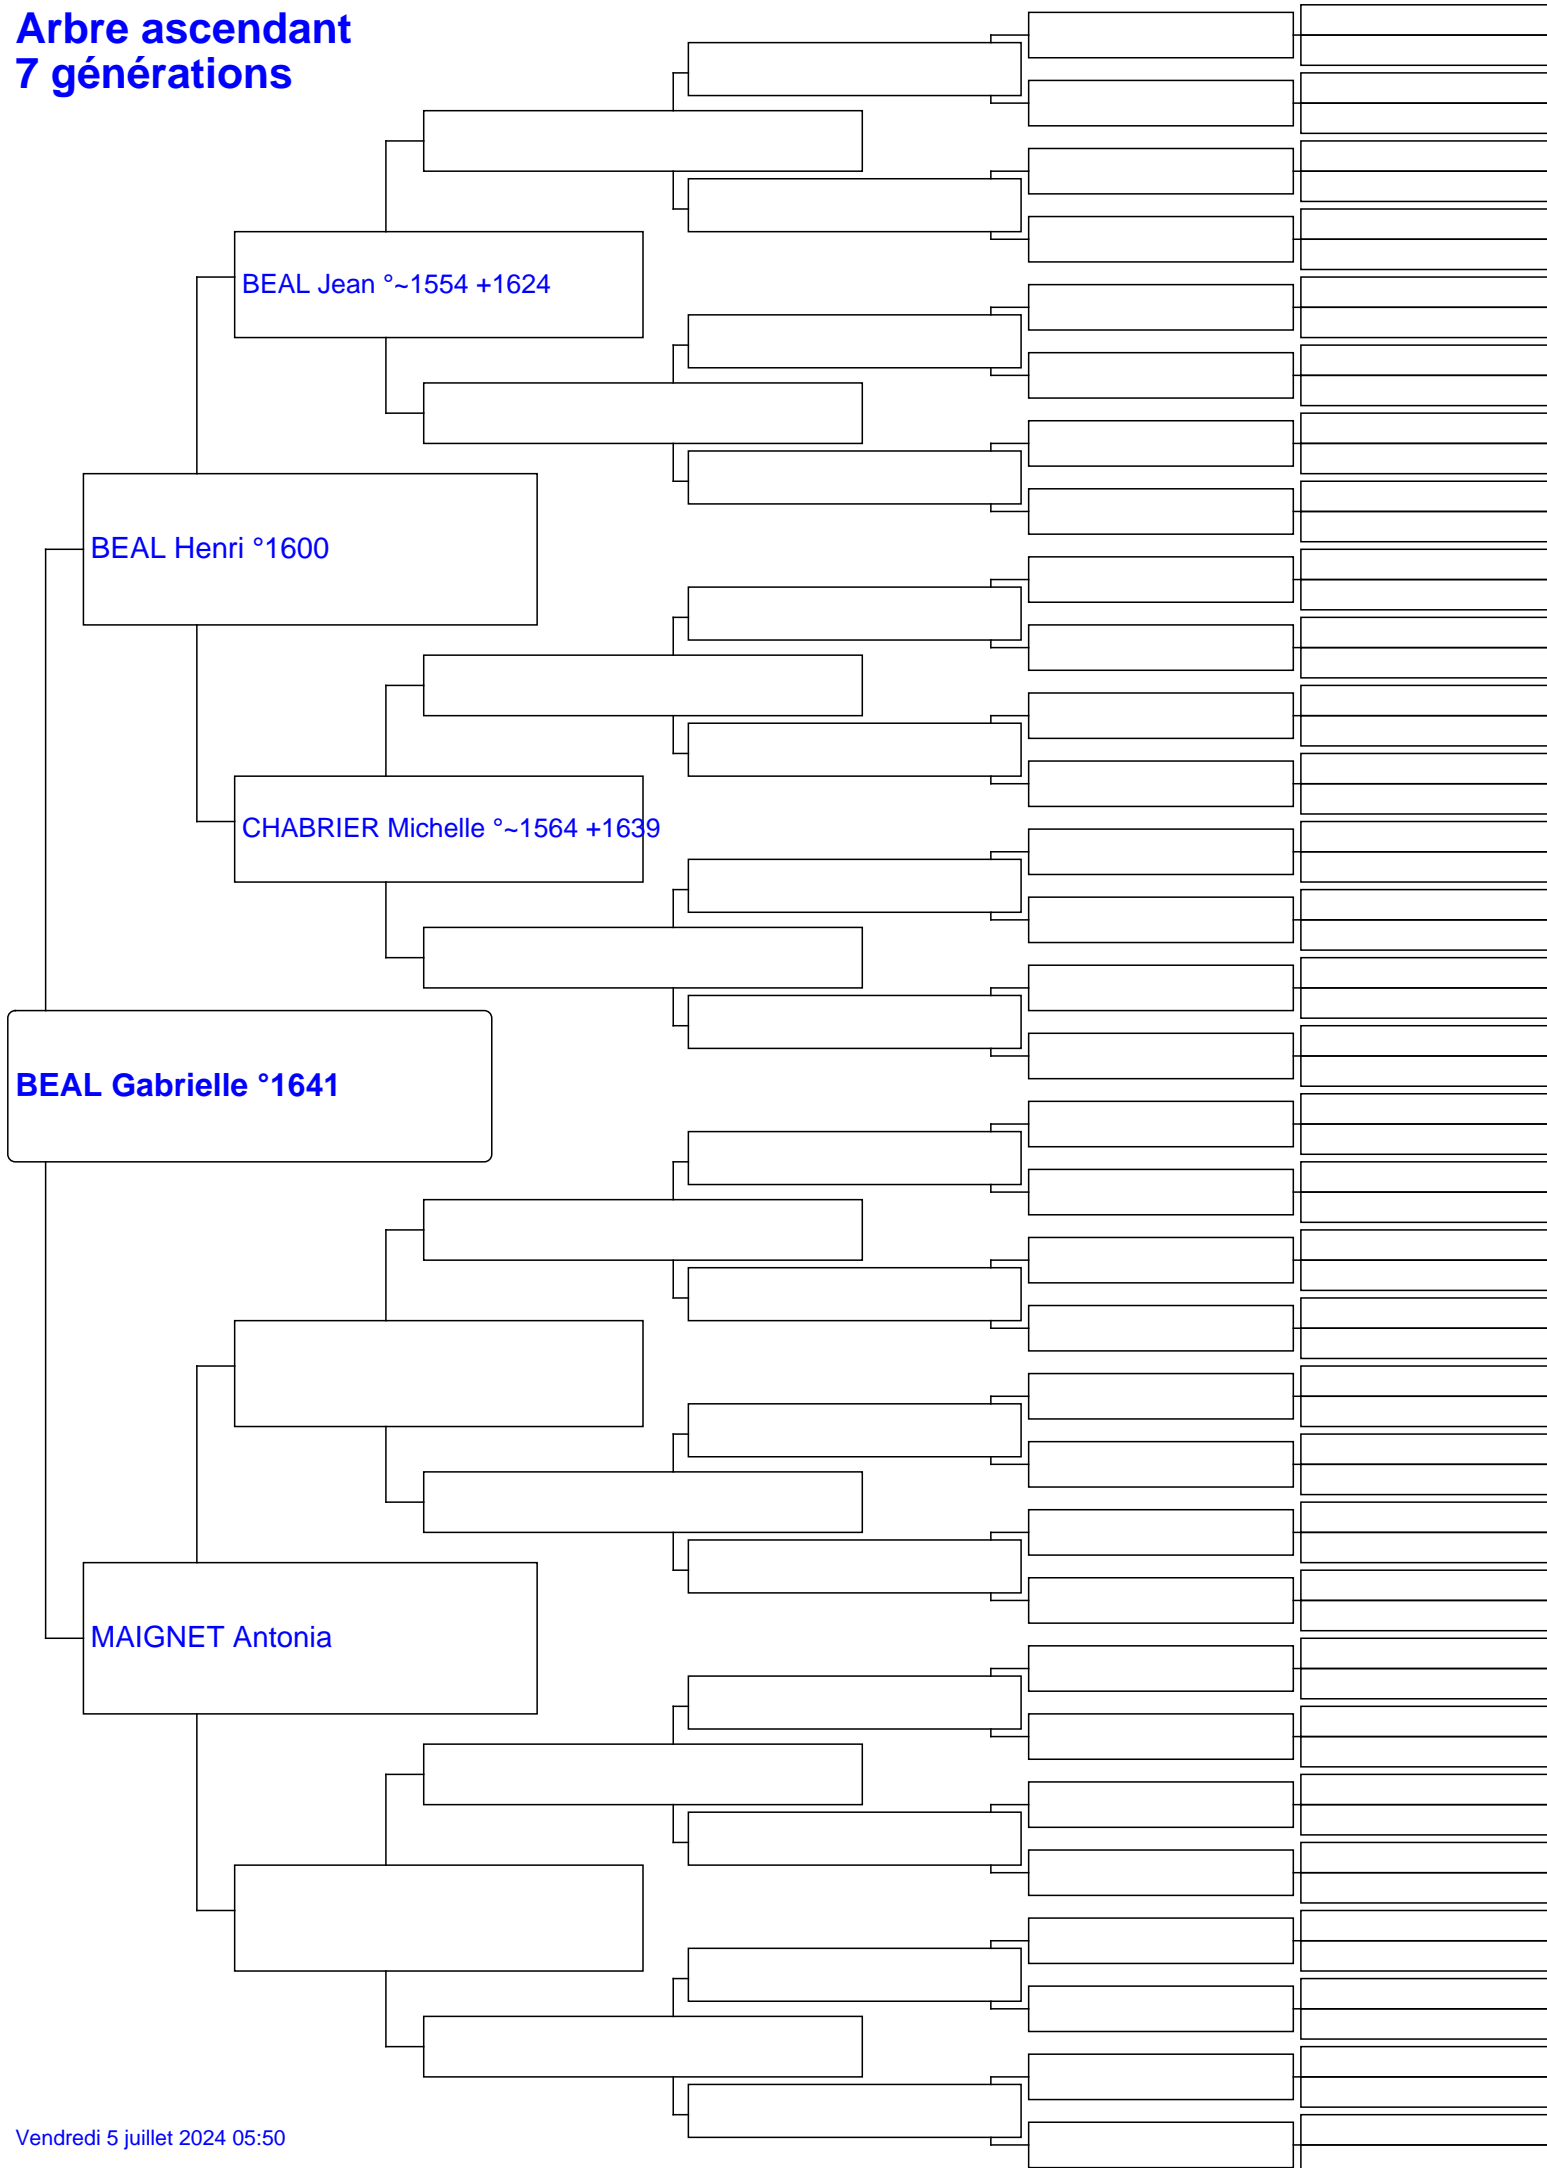 Arbre ascendant
7 générations
BEAL Jean °~1554 +1624
BEAL Henri °1600
CHABRIER Michelle °~1564 +1639
BEAL Gabrielle °1641
MAIGNET Antonia
Vendredi 5 juillet 2024 05:50